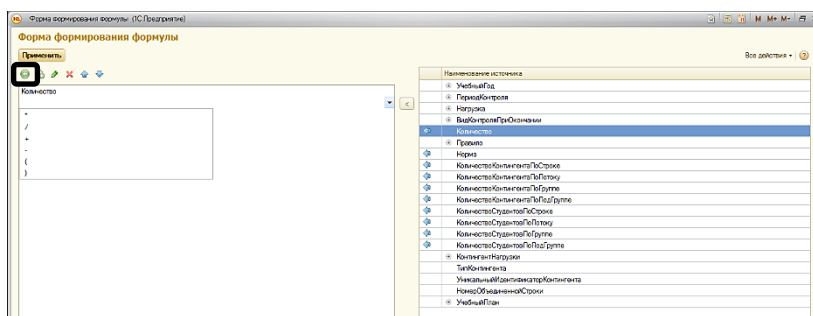 Форма формирования формулы (1С:Предприятие)
M M+ M-
Форма формирования формулы
Применить
Все действия
Количество
*
/
+
-
(
)
<
Наименование источника
УчебныйГод
ПериодКонтроля
Нагрузка
ВидКонтроляПриОкончании
Количество
Правило
Норма
КоличествоКонтингентаПоСтроке
КоличествоКонтингентаПоПотоку
КоличествоКонтингентаПоГруппе
КоличествоКонтингентаПоПодГруппе
КоличествоСтудентовПоСтроке
КоличествоСтудентовПоПотоку
КоличествоСтудентовПоГруппе
КоличествоСтудентовПоПодГруппе
КонтингентНагрузки
ТипКонтингента
УникальныйИдентификаторКонтингента
НомерОбъединеннойСтроки
УчебныйПлан